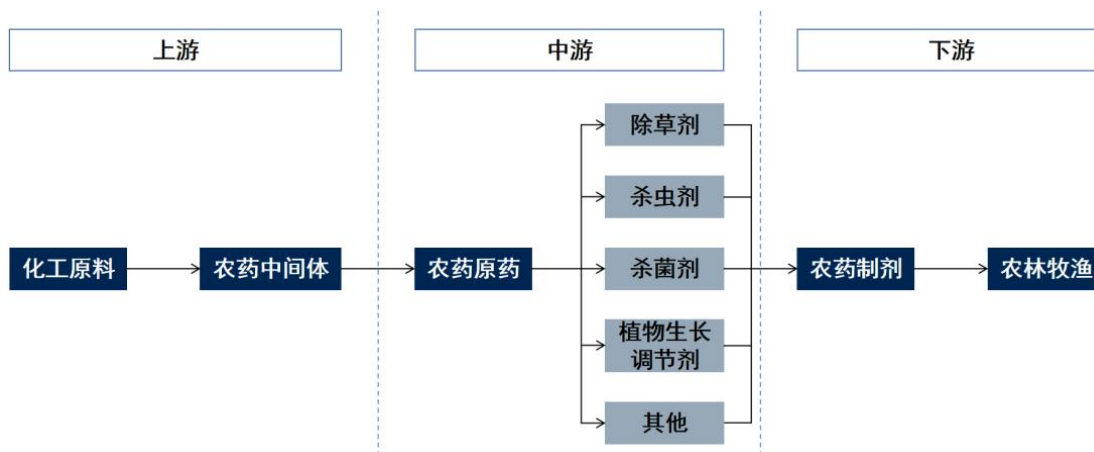 上游
中游
下游
除草剂
杀虫剂
化工原料
农药中间体
农药原药
杀菌剂
农药制剂
农林牧渔
植物生长
调节剂
其他